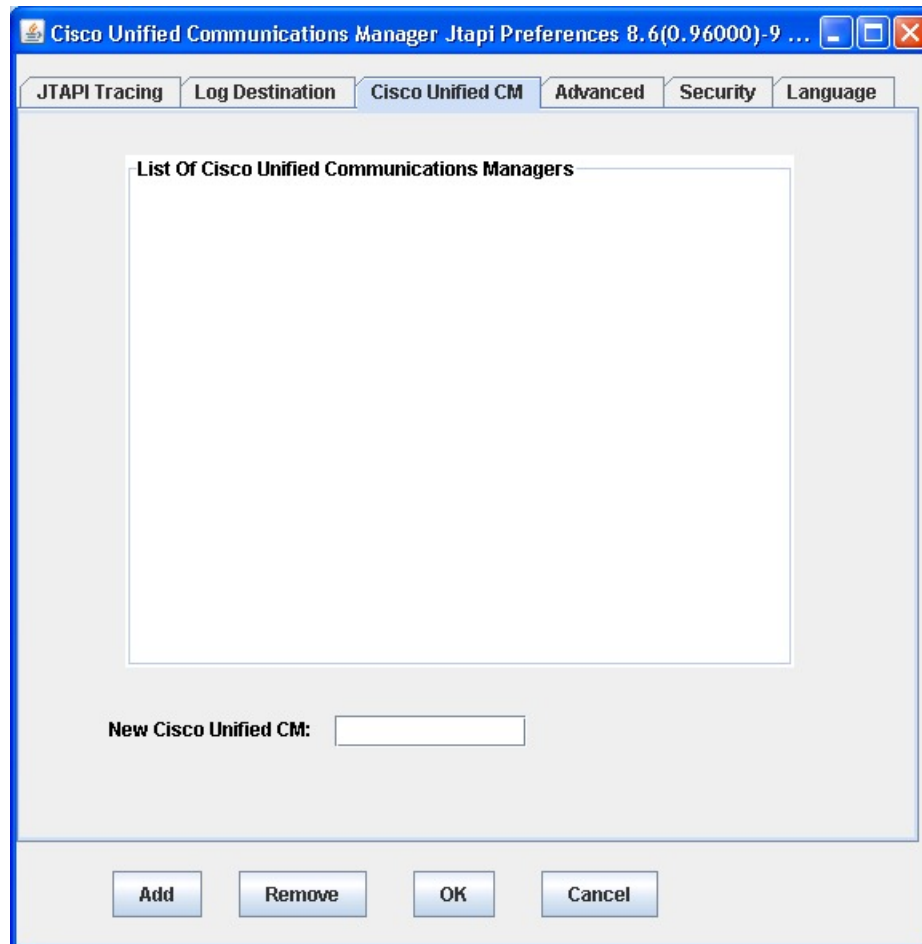 Cisco Unified Communications Manager Jtapi Preferences 8.6(0.96000)-9 ...
JTAPI Tracing Log Destination Cisco Unified CM Advanced Security Language
List Of Cisco Unified Communications Managers
New Cisco Unified CM:
Add Remove OK Cancel